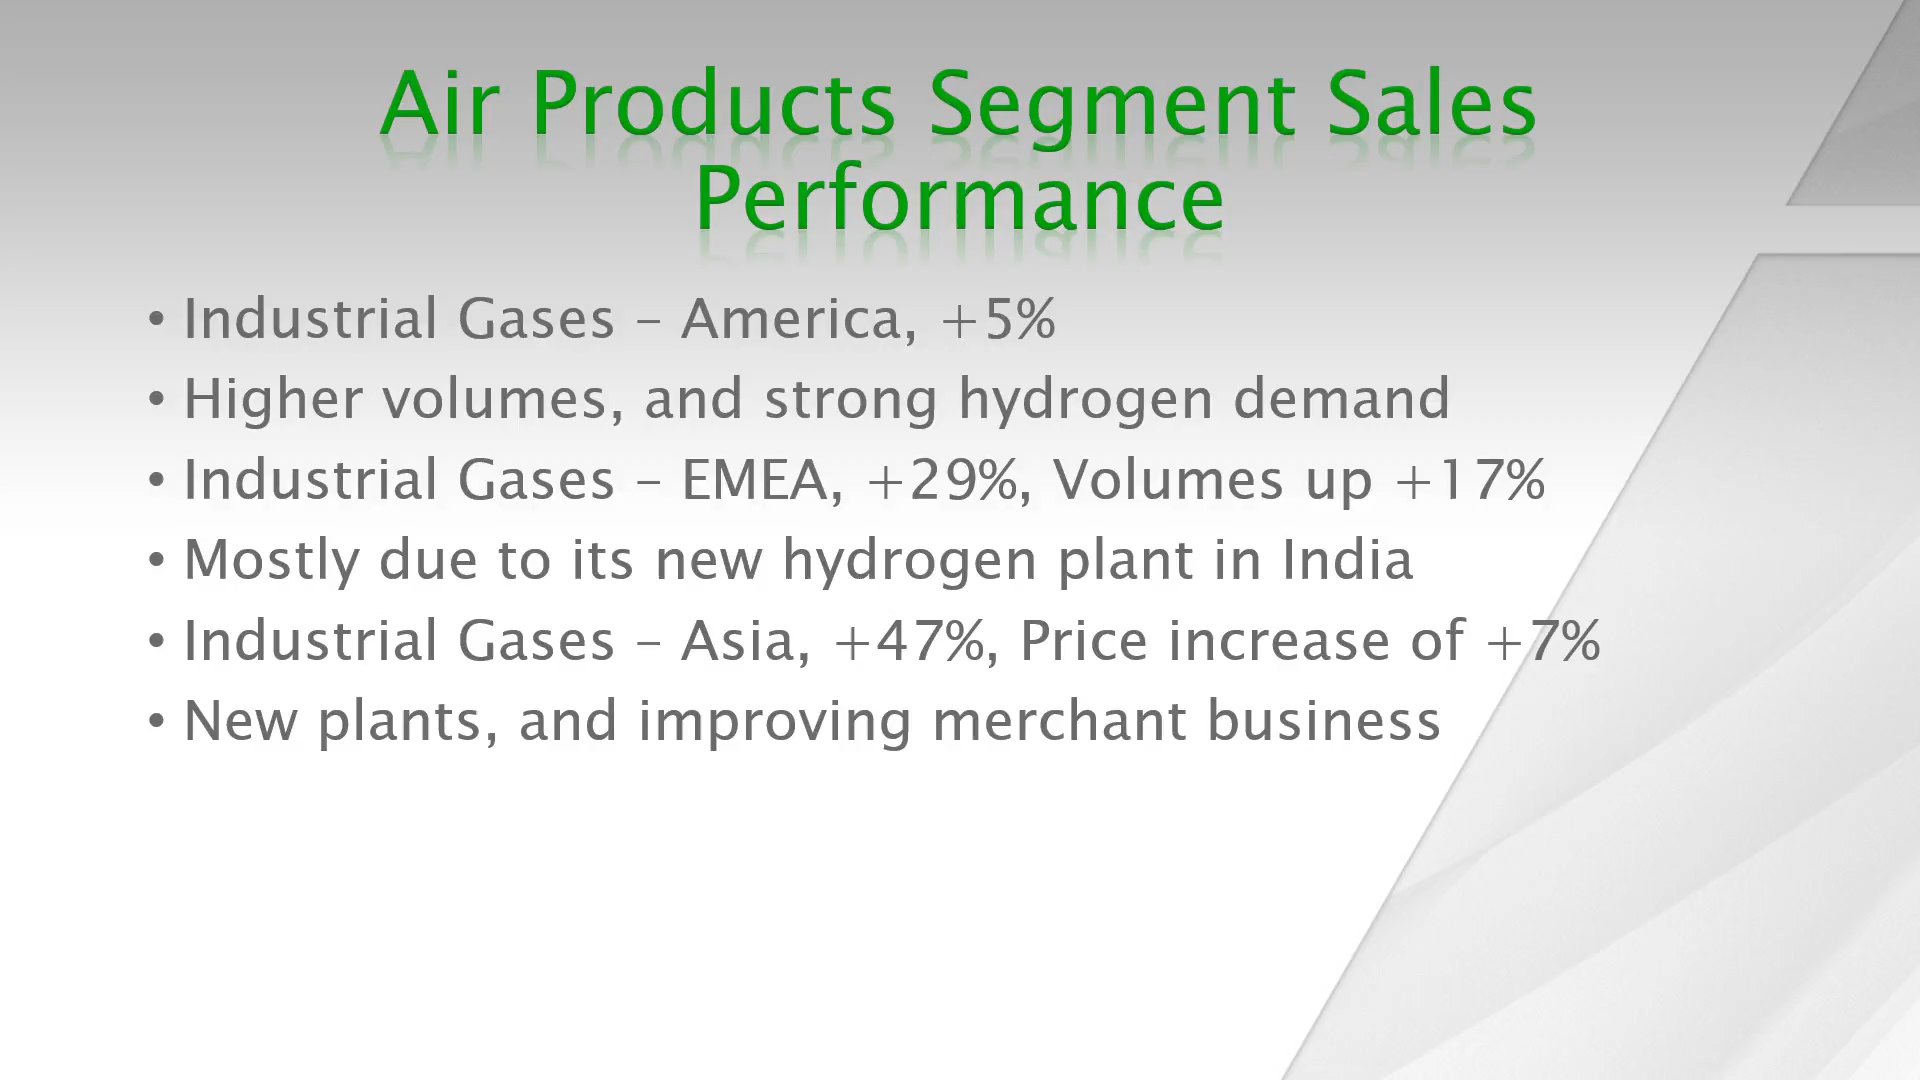 Air Products Segment Sales
Performance
• Industrial Gases – America, +5%
• Higher volumes, and strong hydrogen demand
• Industrial Gases – EMEA, +29%, Volumes up +17%
• Mostly due to its new hydrogen plant in India
• Industrial Gases – Asia, +47%, Price increase of +7%
• New plants, and improving merchant business